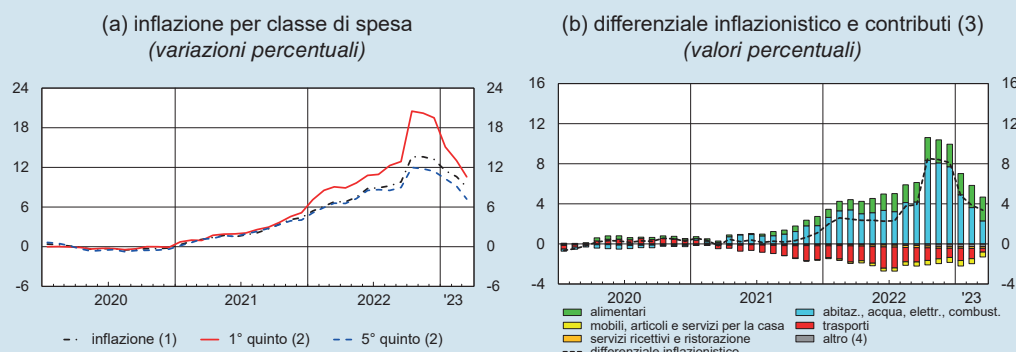 (a) inflazione per classe di spesa
(variazioni percentuali)
24 24
18 18
12 12
6 6
0 0
-6 -6
2020 2021 2022 '23
inflazione (1) 1° quinto (2) 5° quinto (2)
(b) differenziale inflazionistico e contributi (3)
(valori percentuali)
16 16
12 12
8 8
4 4
0 0
-4 -4
2020 2021 2022 '23
alimentari abitaz., acqua, elettr., combust.
mobili, articoli e servizi per la casa trasporti
servizi ricettivi e ristorazione altro (4)
differenziale inflazionistico